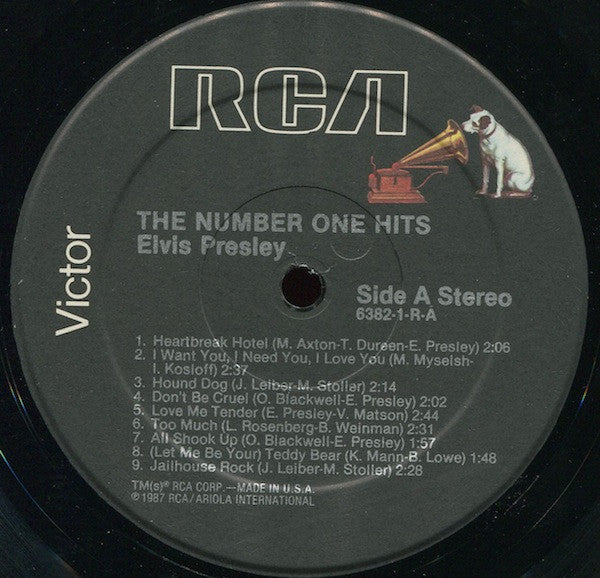 RCA
Victor
THE NUMBER ONE HITS
Elvis Presley
Side A Stereo
6382-1-R-A
1. Heartbreak Hotel (M. Axton-T. Dureen-E. Presley) 2:06
2. I Want You, I Need You, I Love You (M. Myselsh-
I. Kosloff) 2:37
3. Hound Dog (J. Leiber-M. Stoller) 2:14
4. Don't Be Cruel (O. Blackwell-E. Presley) 2:02
5. Love Me Tender (E. Presley-V. Matson) 2:44
6. Too Much (L. Rosenberg-B. Weinman) 2:31
7. All Shook Up (O. Blackwell-E. Presley) 1:57
8. (Let Me Be Your) Teddy Bear (K. Mann-B. Lowe) 1:48
9. Jailhouse Rock (J. Leiber-M. Stoller) 2:28
TM(s)® RCA CORP.—MADE IN U.S.A.
℗1987 RCA/ARIOLA INTERNATIONAL